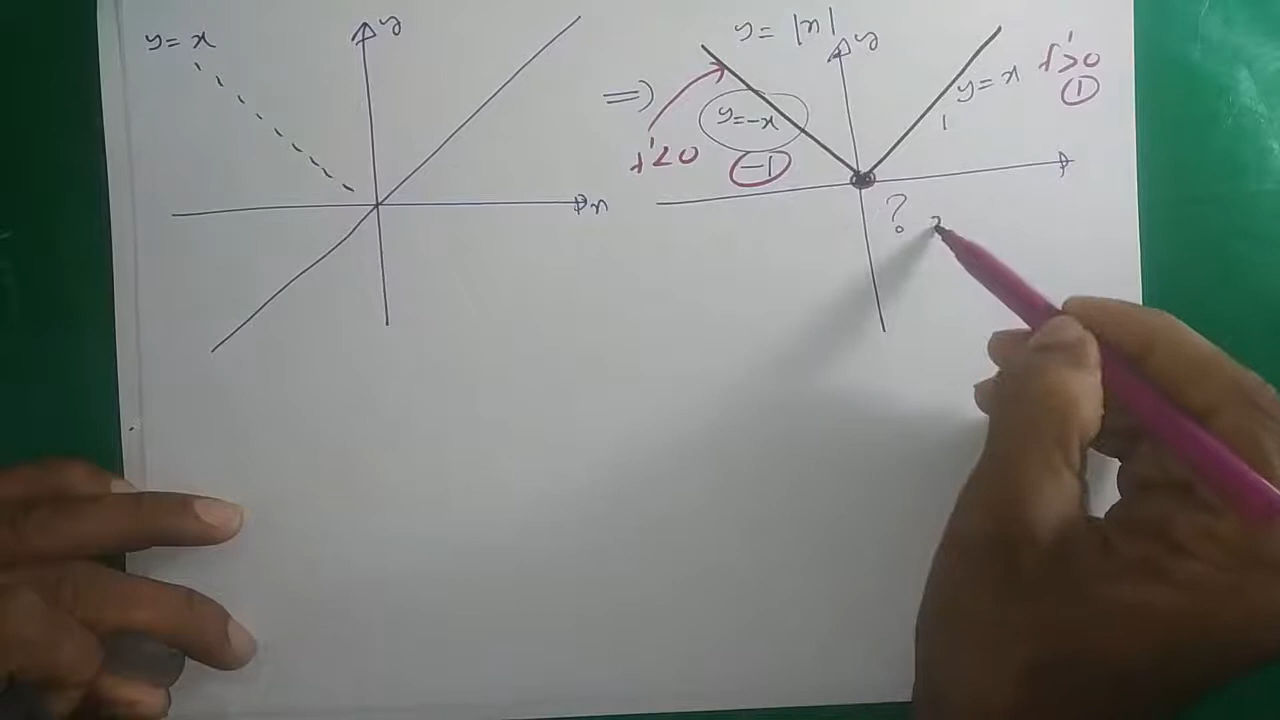 y = x
y
x
⇒
y = |x|
y
y = x
1
f' > 0
1
y = -x
f' < 0
-1
?